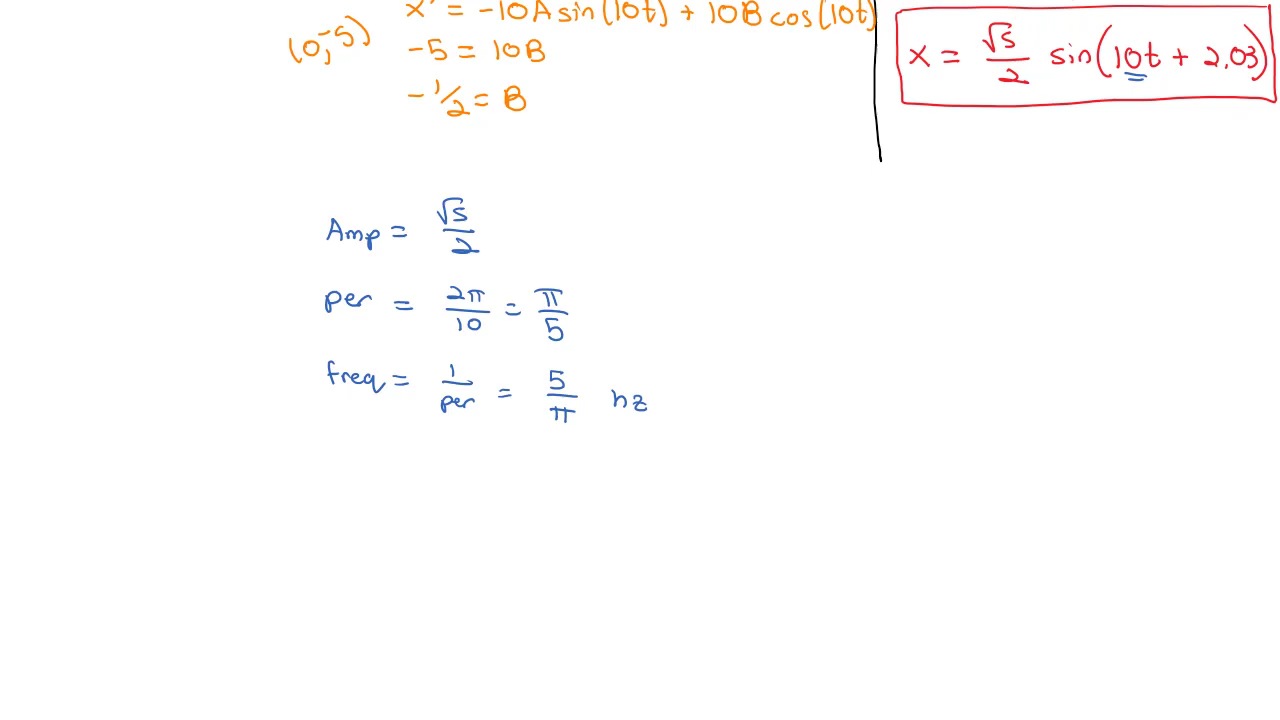 x' = -10A sin(10t) + 10B cos(10t)
(0,-5)
-5 = 10B
-1/2 = B
x = √5/2 sin(10t + 2.03)
Amp = √5/2
per = 2π/10 = π/5
freq = 1/per = 5/π hz